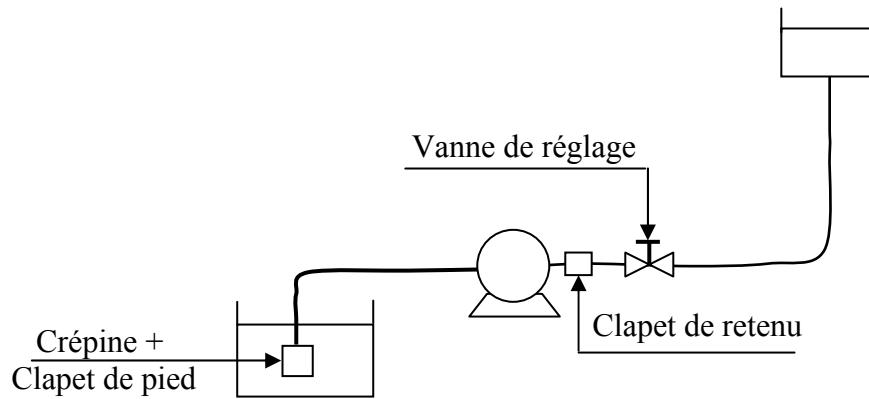 Vanne de réglage
Clapet de retenu
Crépine +
Clapet de pied